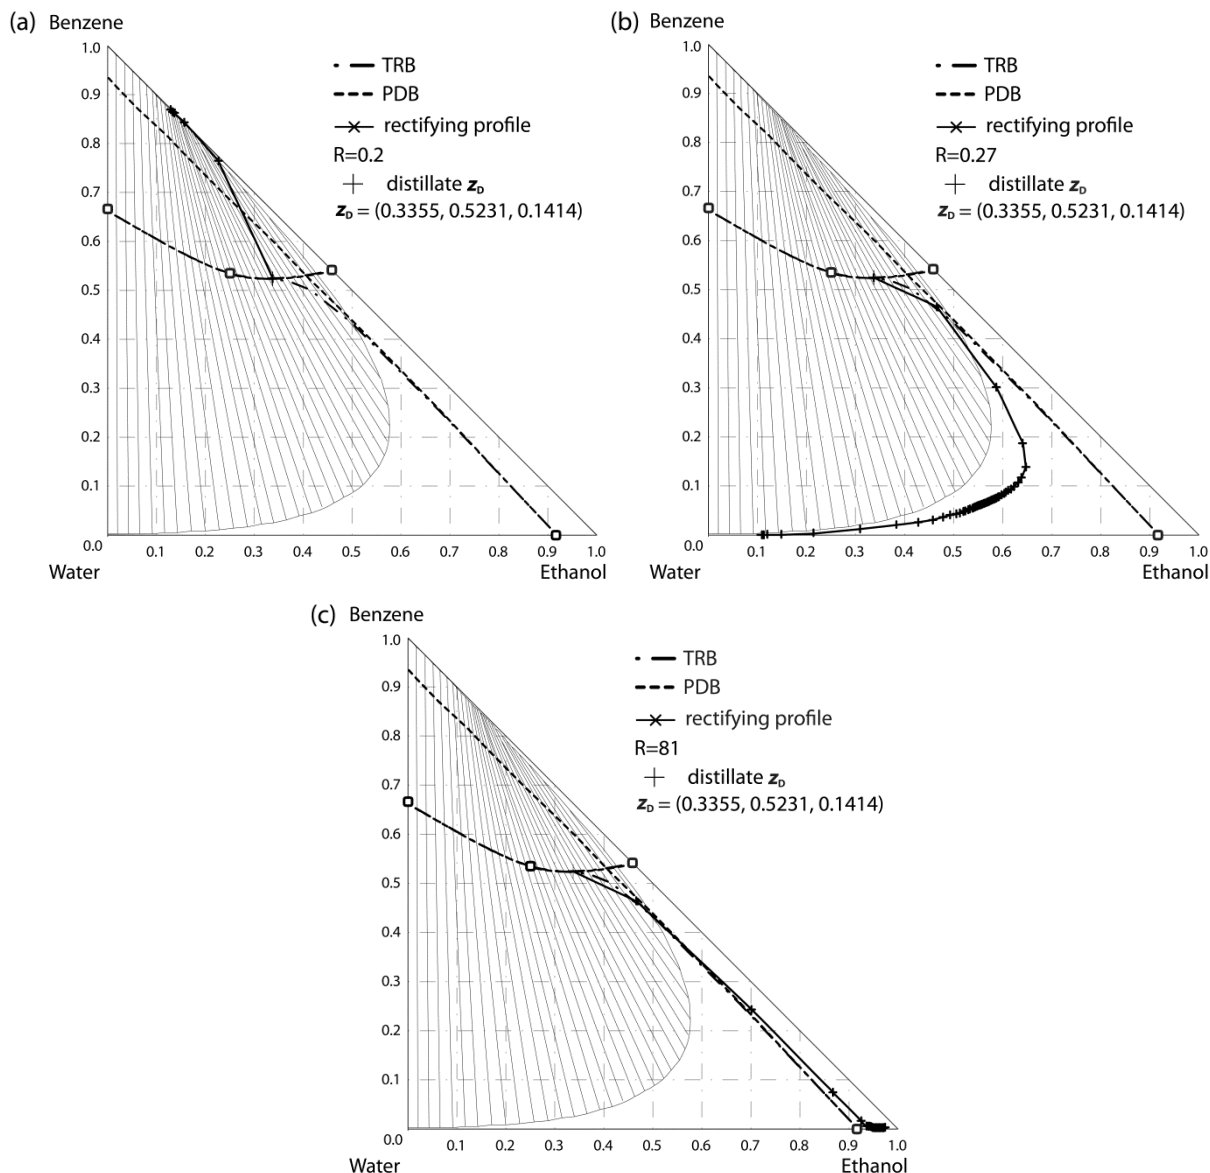 (a) Benzene
1.0
0.9
0.8
0.7
0.6
0.5
0.4
0.3
0.2
0.1
0.0
0.1 0.2 0.3 0.4 0.5 0.6 0.7 0.8 0.9 1.0
Water Ethanol
TRB
PDB
rectifying profile
R=0.2
distillate z_D
z_D = (0.3355, 0.5231, 0.1414)
(b) Benzene
1.0
0.9
0.8
0.7
0.6
0.5
0.4
0.3
0.2
0.1
0.0
0.1 0.2 0.3 0.4 0.5 0.6 0.7 0.8 0.9 1.0
Water Ethanol
TRB
PDB
rectifying profile
R=0.27
distillate z_D
z_D = (0.3355, 0.5231, 0.1414)
(c) Benzene
1.0
0.9
0.8
0.7
0.6
0.5
0.4
0.3
0.2
0.1
0.0
0.1 0.2 0.3 0.4 0.5 0.6 0.7 0.8 0.9 1.0
Water Ethanol
TRB
PDB
rectifying profile
R=81
distillate z_D
z_D = (0.3355, 0.5231, 0.1414)